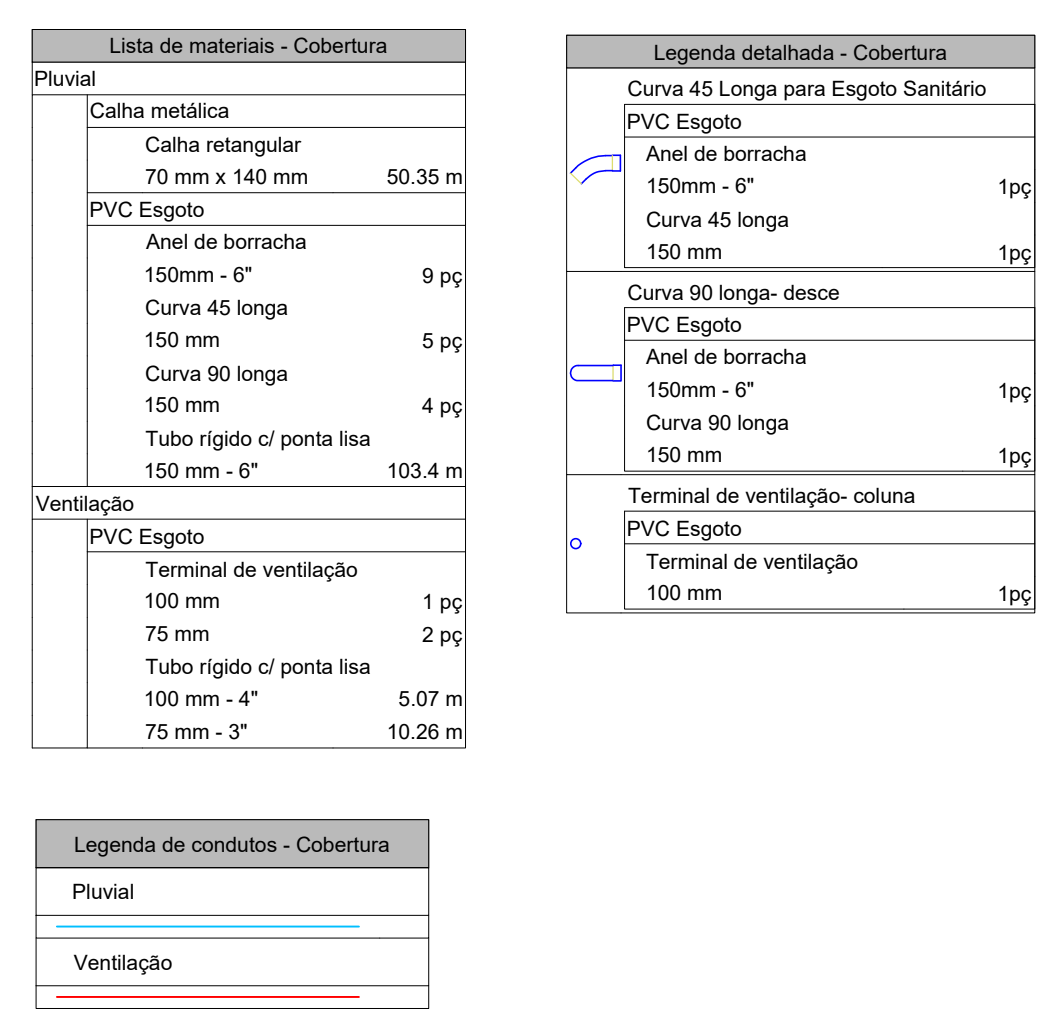 Lista de materiais - Cobertura
Pluvial
Calha metálica
Calha retangular
70 mm x 140 mm 50.35 m
PVC Esgoto
Anel de borracha
150mm - 6" 9 pç
Curva 45 longa
150 mm 5 pç
Curva 90 longa
150 mm 4 pç
Tubo rígido c/ ponta lisa
150 mm - 6" 103.4 m
Ventilação
PVC Esgoto
Terminal de ventilação
100 mm 1 pç
75 mm 2 pç
Tubo rígido c/ ponta lisa
100 mm - 4" 5.07 m
75 mm - 3" 10.26 m
Legenda detalhada - Cobertura
Curva 45 Longa para Esgoto Sanitário
PVC Esgoto
Anel de borracha
150mm - 6" 1pç
Curva 45 longa
150 mm 1pç
Curva 90 longa- desce
PVC Esgoto
Anel de borracha
150mm - 6" 1pç
Curva 90 longa
150 mm 1pç
Terminal de ventilação- coluna
PVC Esgoto
Terminal de ventilação
100 mm 1pç
Legenda de condutos - Cobertura
Pluvial
Ventilação